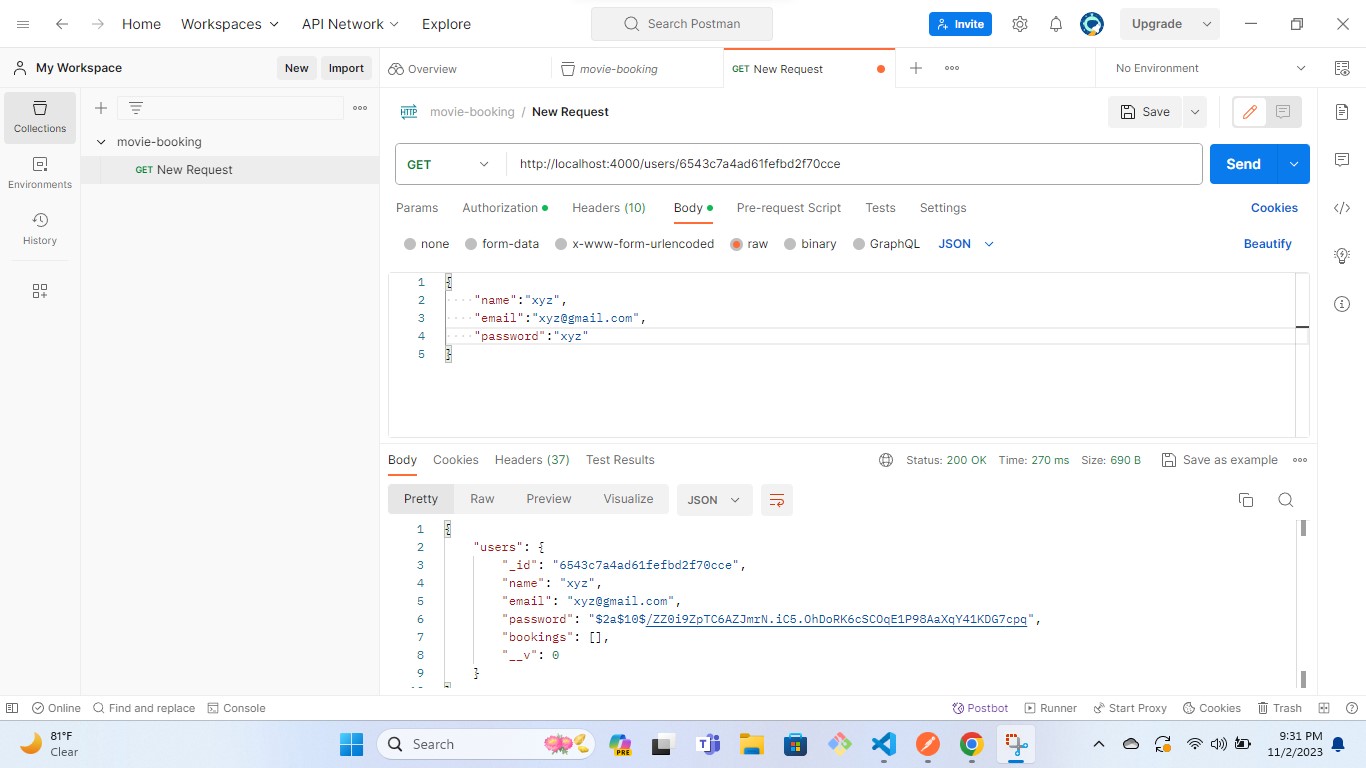 Home Workspaces API Network Explore Search Postman Invite Upgrade
My Workspace New Import Overview movie-booking GET New Request No Environment
Collections
Environments
History
movie-booking
GET New Request
HTTP movie-booking / New Request Save
GET http://localhost:4000/users/6543c7a4ad61fefbd2f70cce Send
Params Authorization Headers (10) Body Pre-request Script Tests Settings Cookies
none form-data x-www-form-urlencoded raw binary GraphQL JSON Beautify
1 {
2 "name":"xyz",
3 "email":"xyz@gmail.com",
4 "password":"xyz"
5 }
Body Cookies Headers (37) Test Results Status: 200 OK Time: 270 ms Size: 690 B Save as example
Pretty Raw Preview Visualize JSON
1 {
2 "users": {
3 "_id": "6543c7a4ad61fefbd2f70cce",
4 "name": "xyz",
5 "email": "xyz@gmail.com",
6 "password": "$2a$10$/ZZ0i9ZpTC6AZJmrN.iC5.OhDoRK6cSCOqE1P98AaXqY41KDG7cpq",
7 "bookings": [],
8 "__v": 0
9 }
Online Find and replace Console Postbot Runner Start Proxy Cookies Trash
81°F
Clear
Search
PRE
9:31 PM
11/2/2023